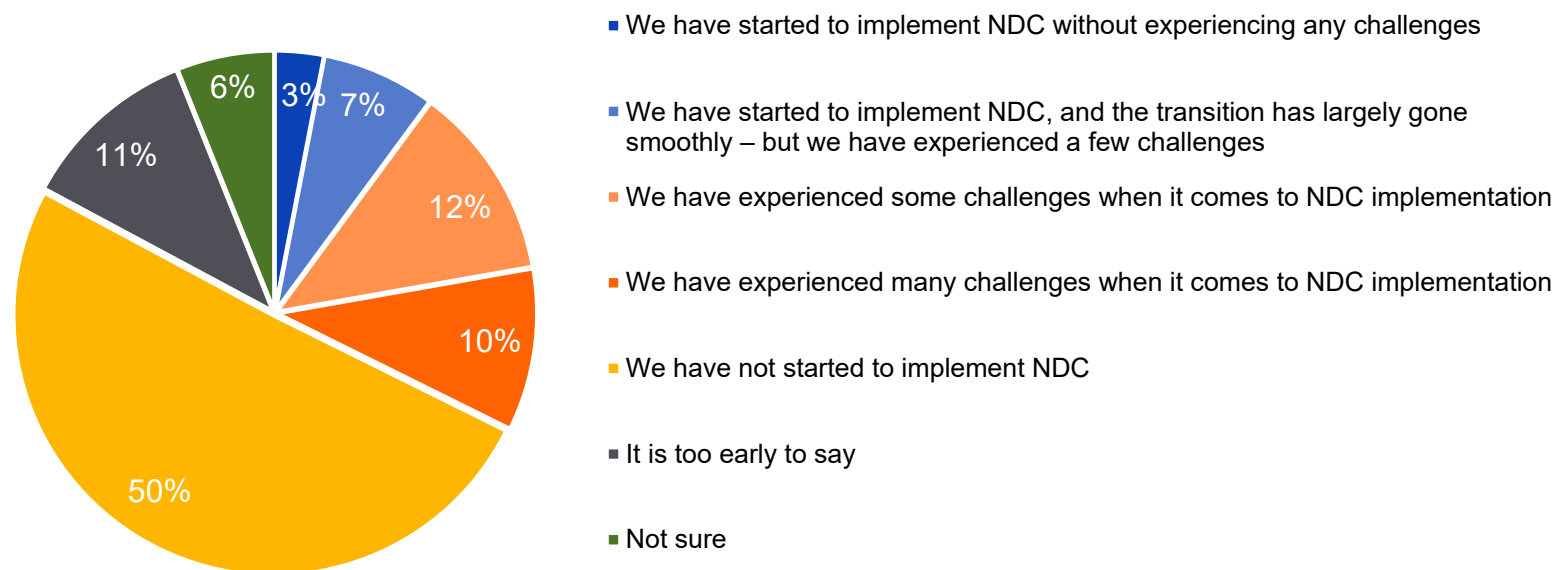 We have started to implement NDC without experiencing any challenges
We have started to implement NDC, and the transition has largely gone
smoothly – but we have experienced a few challenges
We have experienced some challenges when it comes to NDC implementation
We have experienced many challenges when it comes to NDC implementation
We have not started to implement NDC
It is too early to say
Not sure
3%
7%
12%
10%
50%
11%
6%